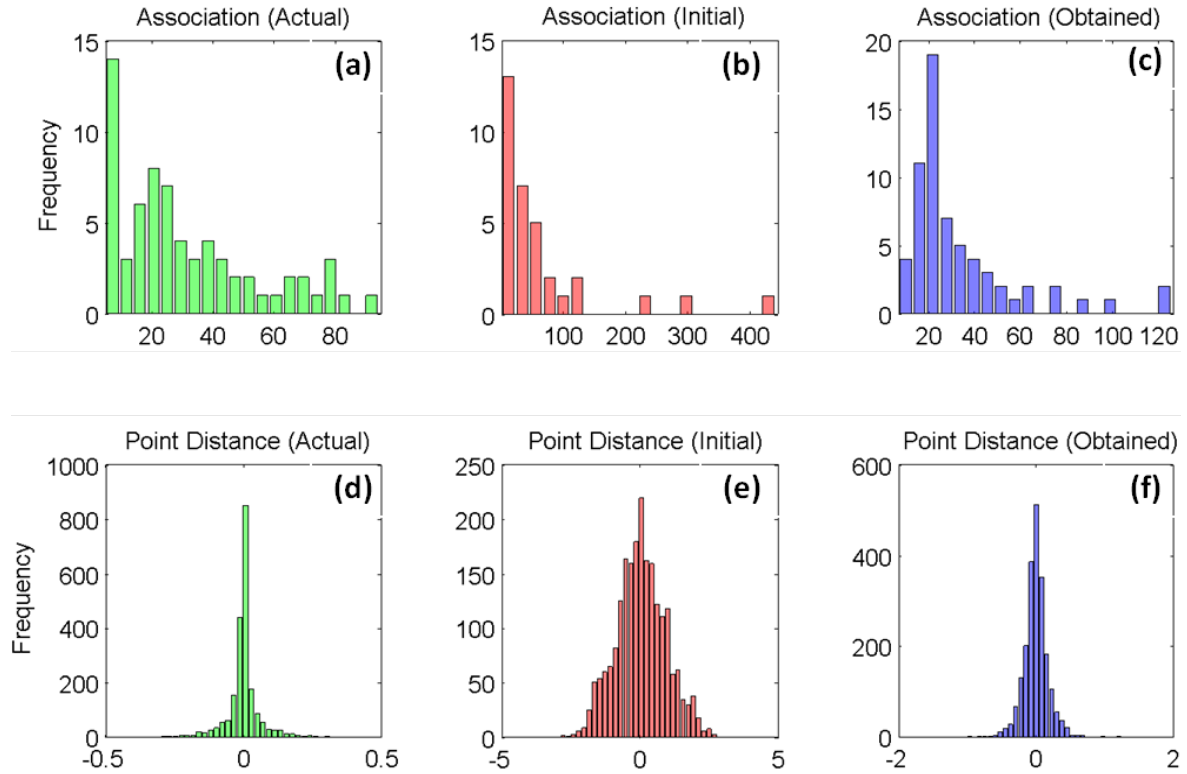 Association (Actual)
15
10
5
0
Frequency
20 40 60 80
(a)
Association (Initial)
15
10
5
0
100 200 300 400
(b)
Association (Obtained)
20
15
10
5
0
20 40 60 80 100 120
(c)
Point Distance (Actual)
1000
800
600
400
200
0
Frequency
-0.5 0 0.5
(d)
Point Distance (Initial)
250
200
150
100
50
0
-5 0 5
(e)
Point Distance (Obtained)
600
400
200
0
-2 0 2
(f)